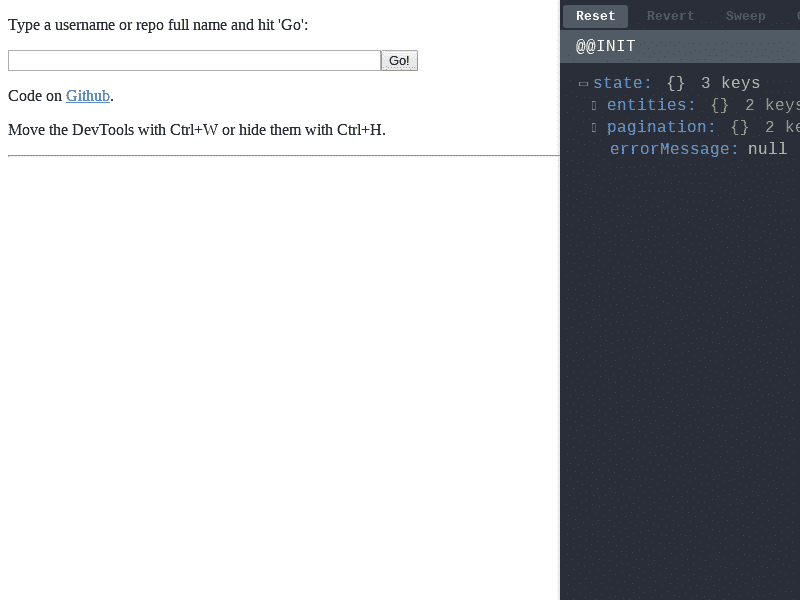 Type a username or repo full name and hit 'Go':
Go!
Code on Github.
Move the DevTools with Ctrl+W or hide them with Ctrl+H.
Reset Revert Sweep
@@INIT
state: {} 3 keys
entities: {} 2 keys
pagination: {} 2 ke
errorMessage: null